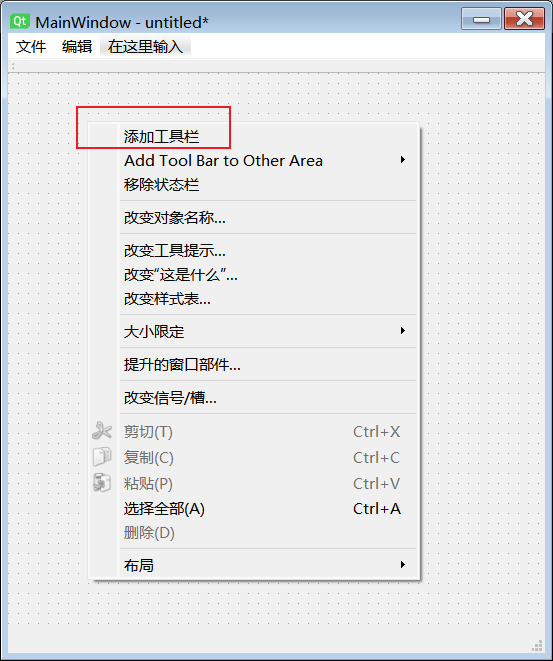 Qt MainWindow - untitled*
文件 编辑 在这里输入
添加工具栏
Add Tool Bar to Other Area
移除状态栏
改变对象名称...
改变工具提示...
改变“这是什么”...
改变样式表...
大小限定
提升的窗口部件...
改变信号/槽...
剪切(T) Ctrl+X
复制(C) Ctrl+C
粘贴(P) Ctrl+V
选择全部(A) Ctrl+A
删除(D)
布局